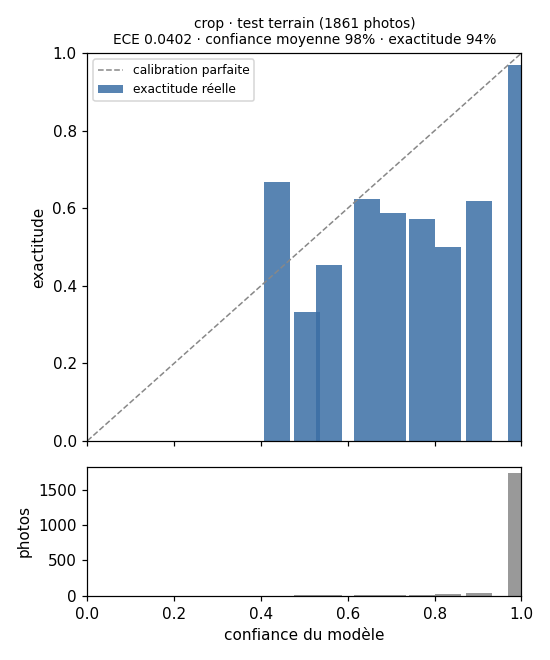 crop · test terrain (1861 photos)
ECE 0.0402 · confiance moyenne 98% · exactitude 94%
calibration parfaite
exactitude réelle
1.0
0.8
0.6
0.4
0.2
0.0
exactitude
1500
1000
500
0
photos
0.0 0.2 0.4 0.6 0.8 1.0
confiance du modèle